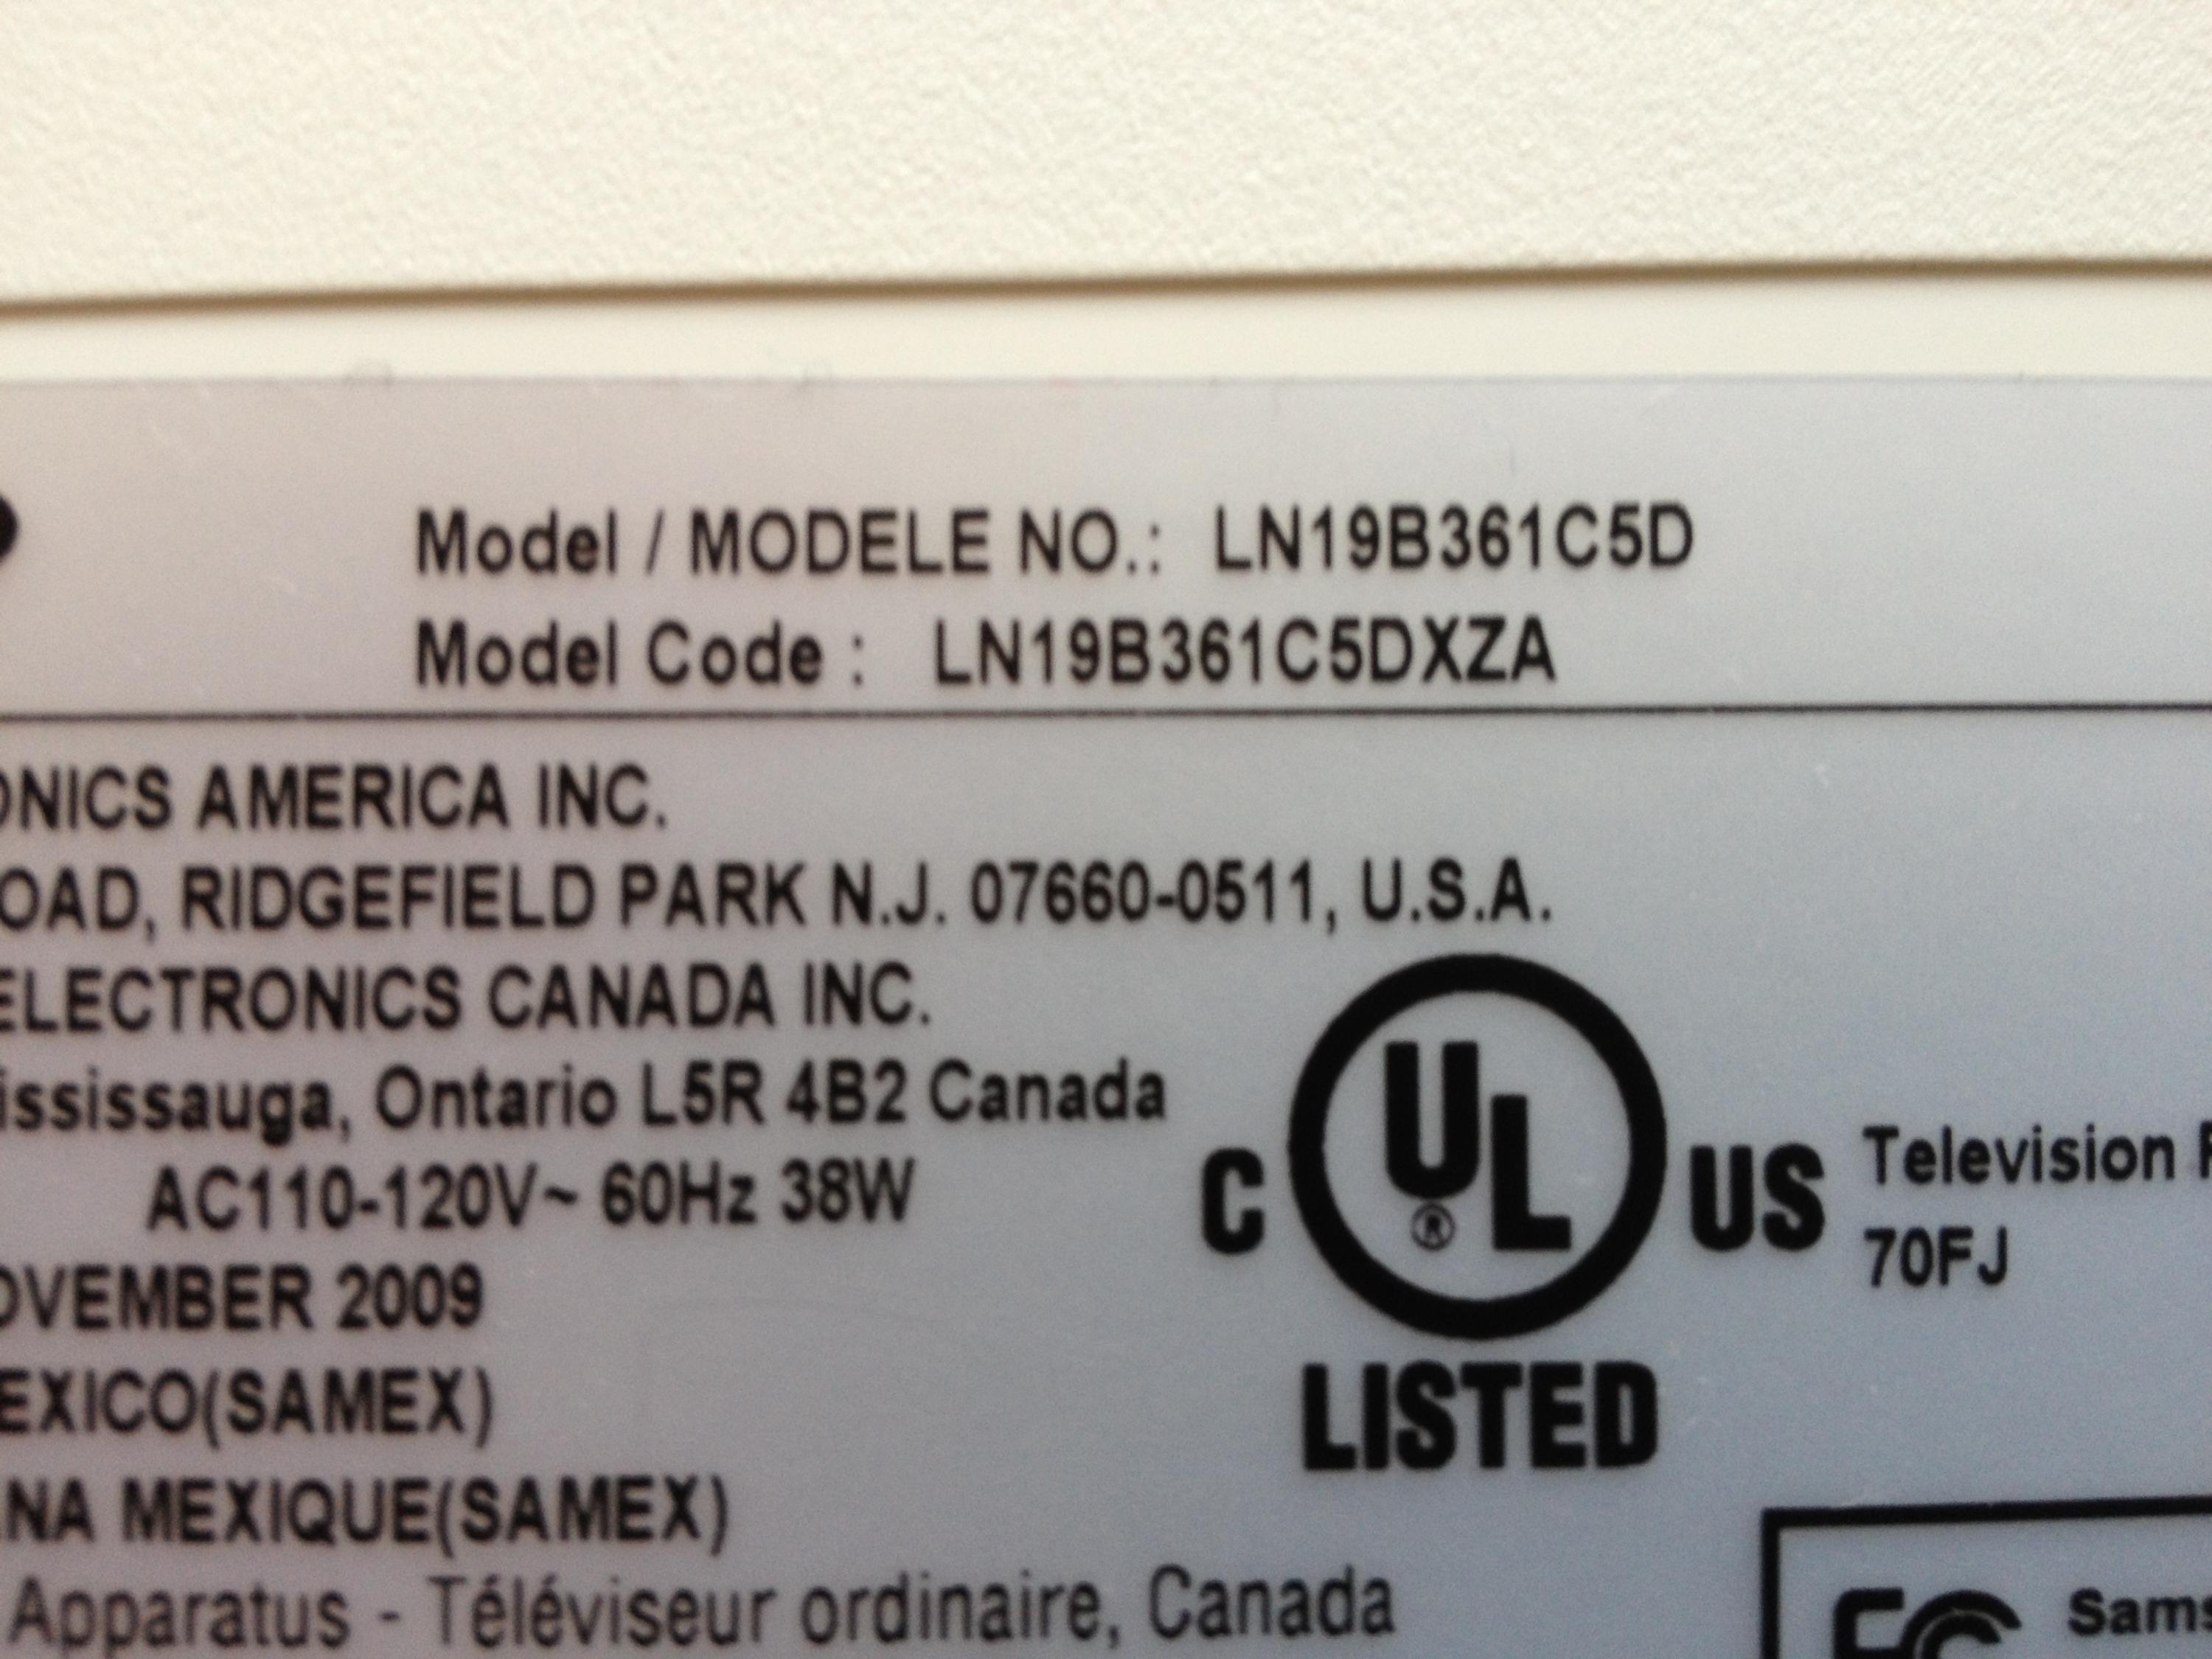 Model / MODELE NO.: LN19B361C5D
Model Code : LN19B361C5DXZA
ONICS AMERICA INC.
OAD, RIDGEFIELD PARK N.J. 07660-0511, U.S.A.
ELECTRONICS CANADA INC.
ississauga, Ontario L5R 4B2 Canada
AC110-120V~ 60Hz 38W
OVEMBER 2009
EXICO(SAMEX)
NA MEXIQUE(SAMEX)
Apparatus - Téléviseur ordinaire, Canada
C UL ® US
LISTED
Television
70FJ
FC Sams